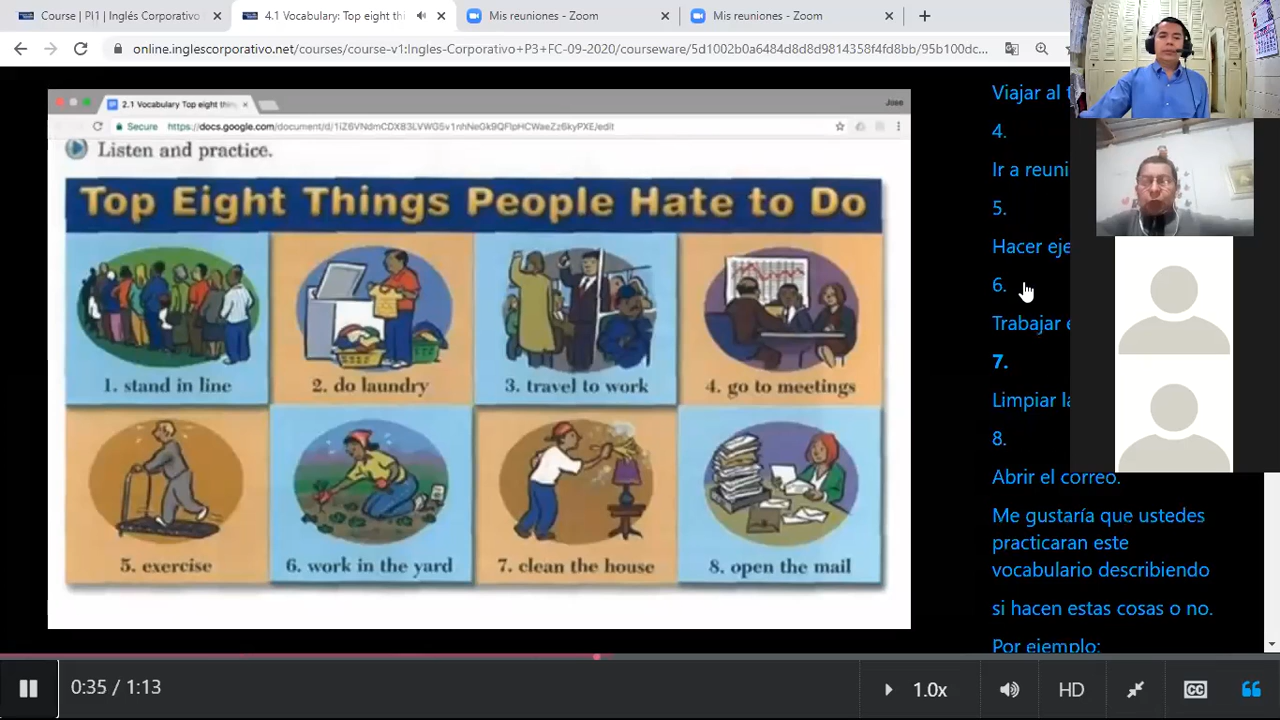 Course | PI1 | Inglés Corporativo
4.1 Vocabulary: Top eight thi
Mis reuniones - Zoom
Mis reuniones - Zoom
online.inglescorporativo.net/courses/course-v1:Ingles-Corporativo+P3+FC-09-2020/courseware/5d1002b0a6484d8d8d9814358f4fd8b0/95b100dc...
2.1 Vocabulary Top eight thin
Jose
Secure
Listen and practice.
Top Eight Things People Hate to Do
1. stand in line
2. do laundry
3. travel to work
4. go to meetings
5. exercise
6. work in the yard
7. clean the house
8. open the mail
Viajar al t
4.
Ir a reuni
5.
Hacer eje
6.
Trabajar e
7.
Limpiar la
8.
Abrir el correo.
Me gustaría que ustedes
practicaran este
vocabulario describiendo
si hacen estas cosas o no.
Por ejemplo:
0:35 / 1:13
1.0x
HD
CC